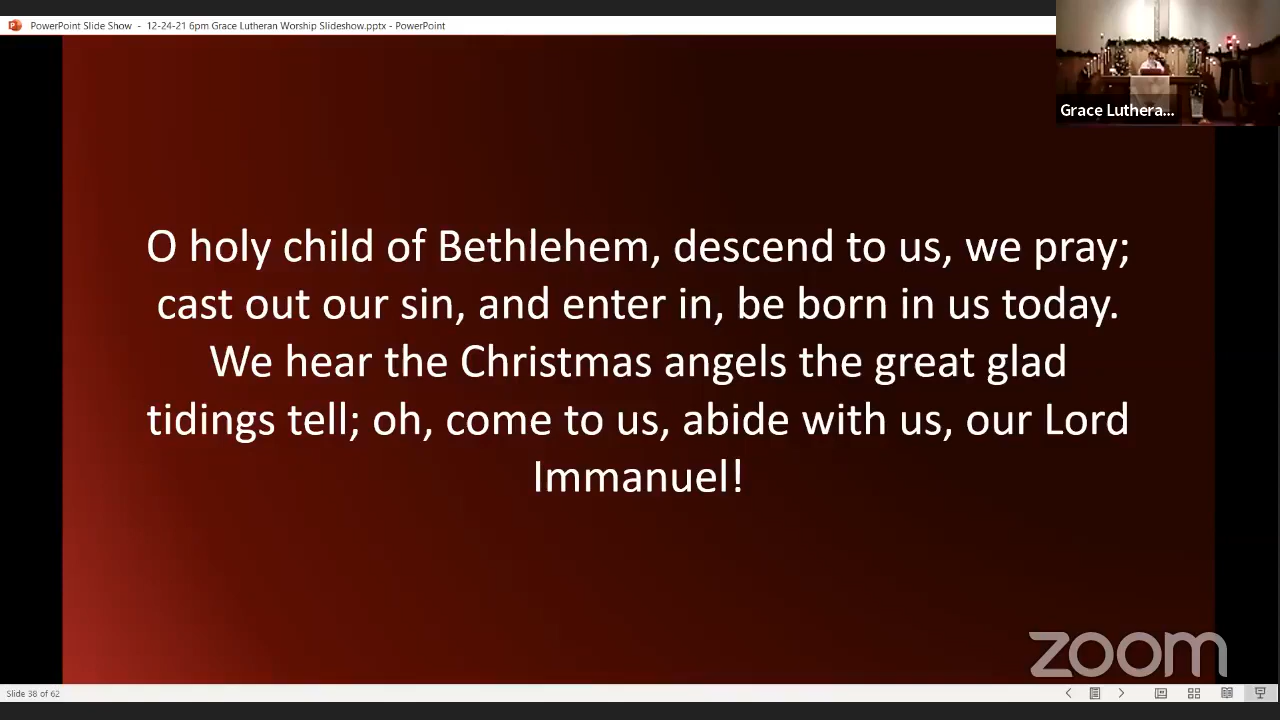 PowerPoint Slide Show - 12-24-21 6pm Grace Lutheran Worship Slideshow.pptx - PowerPoint
Grace Luthera...
O holy child of Bethlehem, descend to us, we pray;
cast out our sin, and enter in, be born in us today.
We hear the Christmas angels the great glad
tidings tell; oh, come to us, abide with us, our Lord
Immanuel!
zoom
Slide 38 of 62